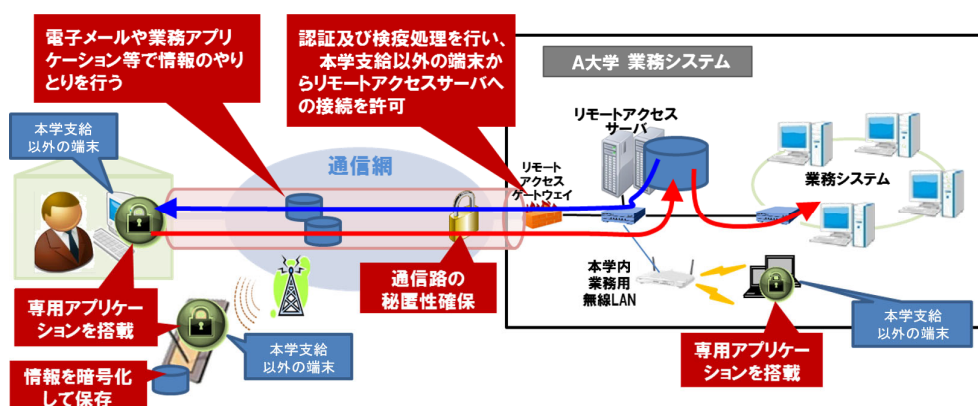 電子メールや業務アプリ
ケーション等で情報のやり
とりを行う
認証及び検疫処理を行い、
本学支給以外の端末か
らリモートアクセスサーバへ
の接続を許可
A大学 業務システム
本学支給
以外の端末
通信網
リモート
アクセス
ゲートウェイ
リモートアクセス
サーバ
業務システム
専用アプリケー
ションを搭載
通信路の
秘匿性確保
本学内
業務用
無線LAN
本学支給
以外の端末
本学支給
以外の端末
専用アプリケー
ションを搭載
情報を暗号化
して保存